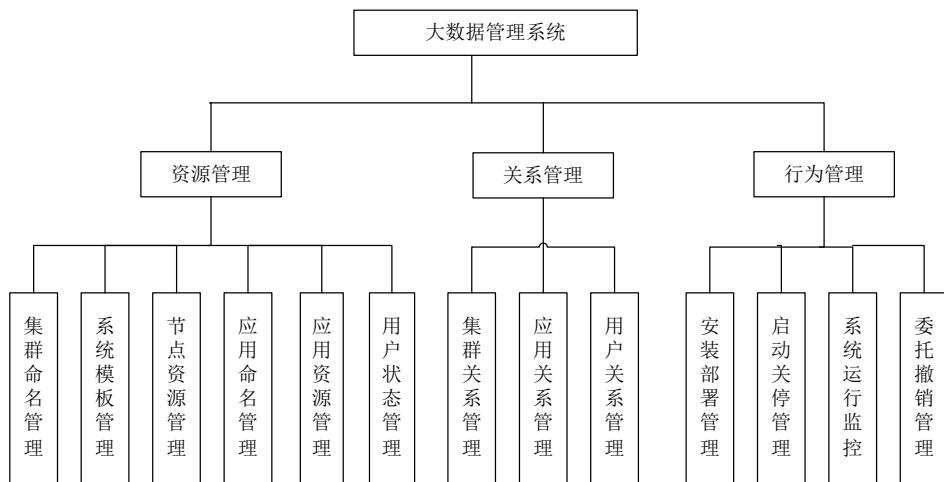 大数据管理系统
资源管理
关系管理
行为管理
集群命名管理
系统模板管理
节点资源管理
应用命名管理
应用资源管理
用户状态管理
集群关系管理
应用关系管理
用户关系管理
安装部署管理
启动关停管理
系统运行监控
委托撤销管理